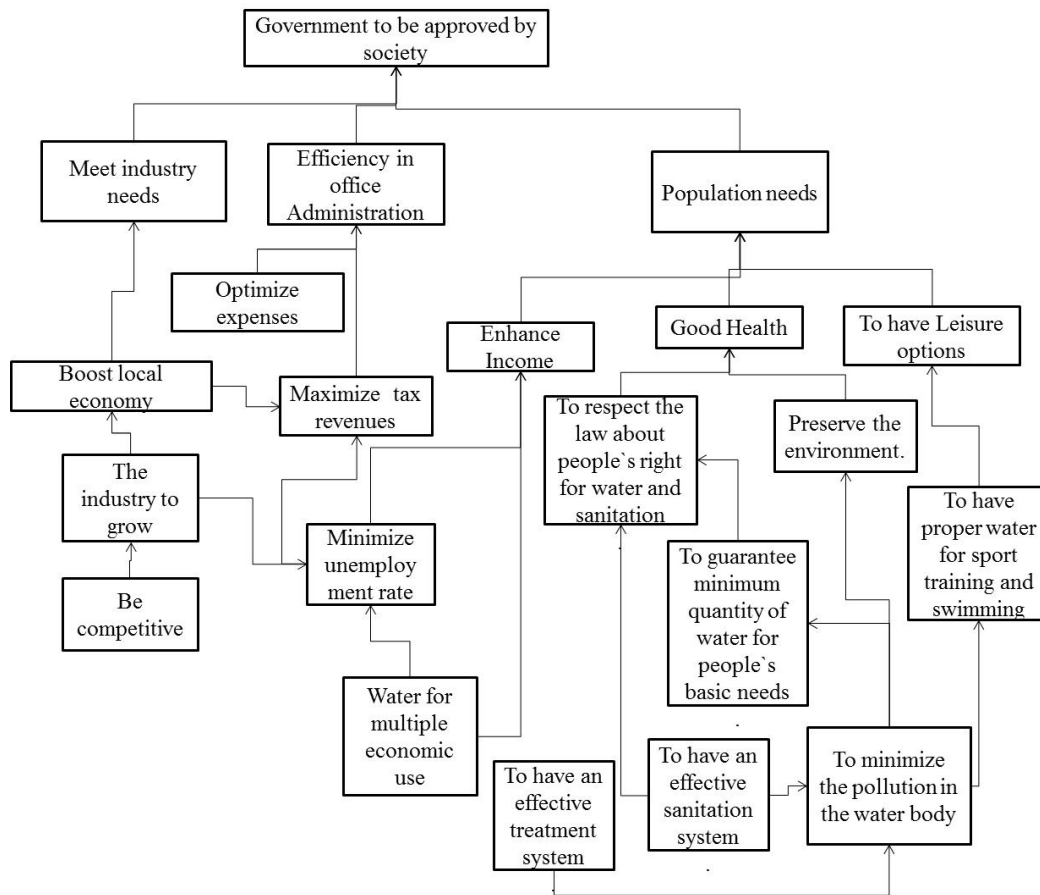 Government to be approved by
society
Meet industry
needs
Efficiency in
office
Administration
Population needs
Optimize
expenses
Enhance
Income
Good Health
To have Leisure
options
Boost local
economy
Maximize tax
revenues
To respect the
law about
people`s right
for water and
sanitation
Preserve the
environment.
The
industry to
grow
Minimize
unemploy
ment rate
To guarantee
minimum
quantity of
water for
people`s
basic needs
To have
proper water
for sport
training and
swimming
Be
competitive
Water for
multiple
economic
use
To have an
effective
treatment
system
To have an
effective
sanitation
system
To minimize
the pollution in
the water body